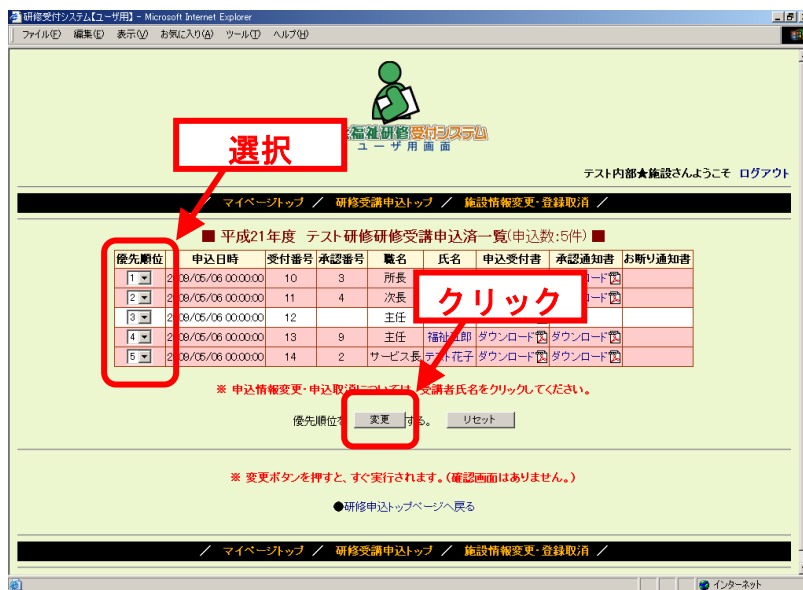 研修受付システム【ユーザ用】 - Microsoft Internet Explorer
ファイル(F) 編集(E) 表示(V) お気に入り(A) ツール(T) ヘルプ(H)
福祉研修受付システム
ユーザ用画面
選択
テスト内部★施設さんようこそ ログアウト
／ マイページトップ ／ 研修受講申込トップ ／ 施設情報変更・登録取消 ／
■ 平成21年度 テスト研修研修受講申込済一覧(申込数:5件) ■
優先順位 申込日時 受付番号 承認番号 職名 氏名 申込受付書 承認通知書 お断り通知書
1 2009/05/06 00:00:00 10 3 所長 ード
2 2009/05/06 00:00:00 11 4 次長 ード
クリック
3 2009/05/06 00:00:00 12 主任
4 2009/05/06 00:00:00 13 9 主任 福祉 郎 ダウンロード ダウンロード
5 2009/05/06 00:00:00 14 2 サービス長 テスト花子 ダウンロード ダウンロード
※ 申込情報変更・申込取消については、受講者氏名をクリックしてください。
優先順位を 変更 する。 リセット
※ 変更ボタンを押すと、すぐ実行されます。(確認画面はありません。)
●研修申込トップページへ戻る
／ マイページトップ ／ 研修受講申込トップ ／ 施設情報変更・登録取消 ／
インターネット